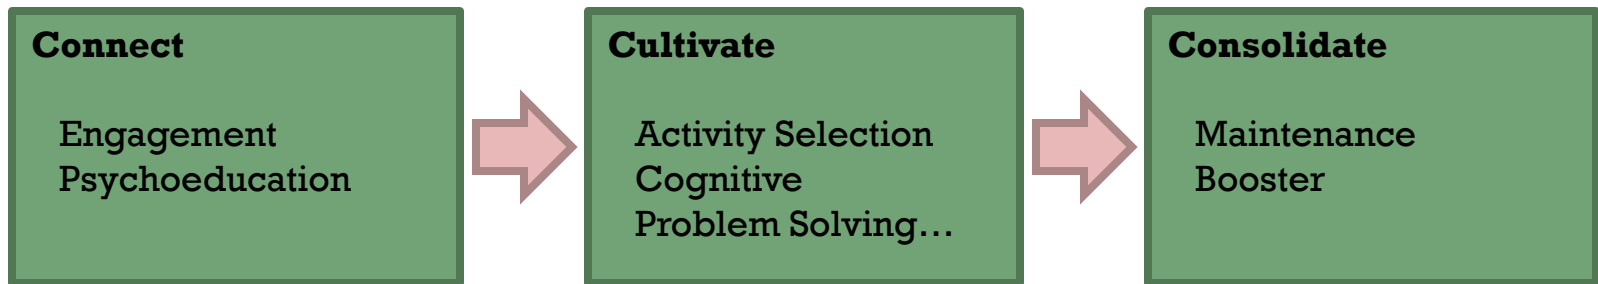 Connect
Engagement
Psychoeducation
Cultivate
Activity Selection
Cognitive
Problem Solving…
Consolidate
Maintenance
Booster